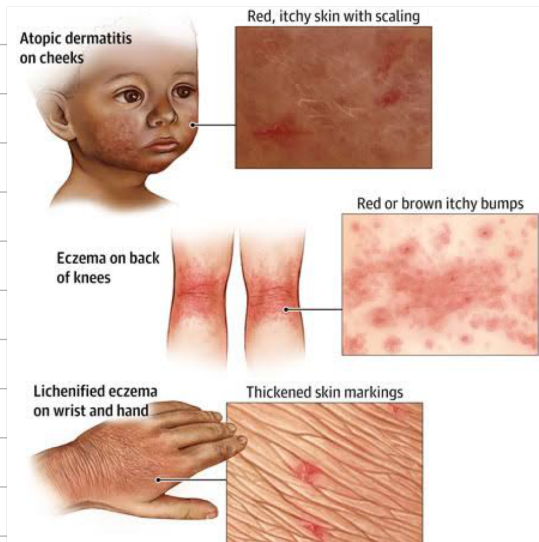 Red, itchy skin with scaling
Atopic dermatitis
on cheeks
Red or brown itchy bumps
Eczema on back
of knees
Lichenified eczema
on wrist and hand
Thickened skin markings